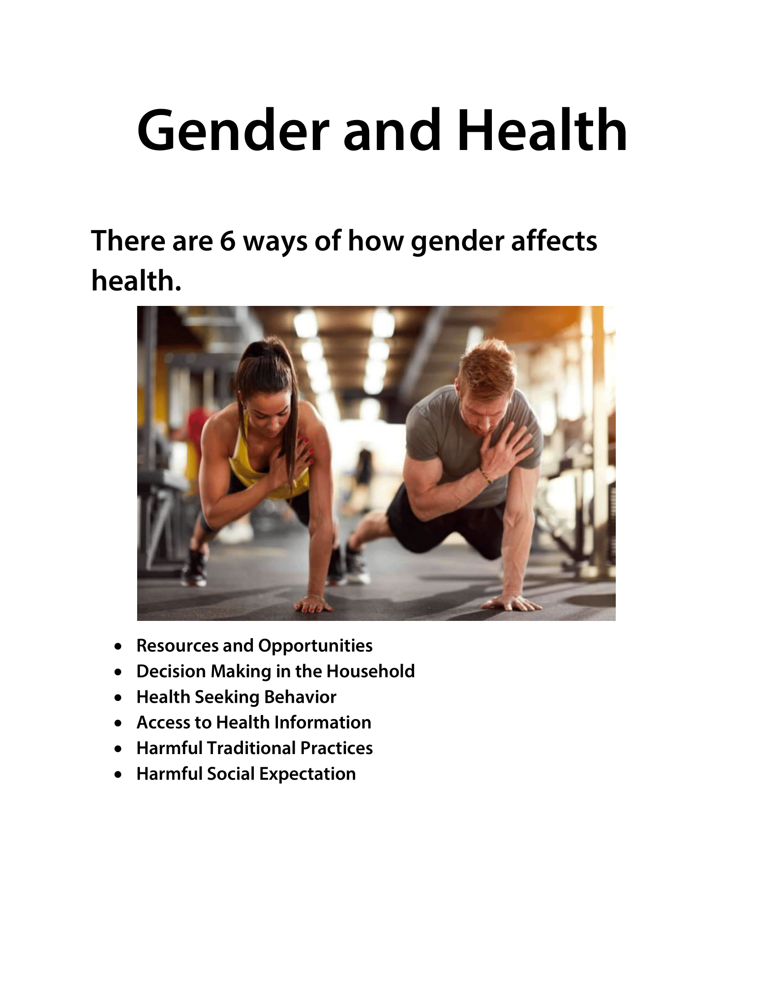 Gender and Health
There are 6 ways of how gender affects
health.
• Resources and Opportunities
• Decision Making in the Household
• Health Seeking Behavior
• Access to Health Information
• Harmful Traditional Practices
• Harmful Social Expectation